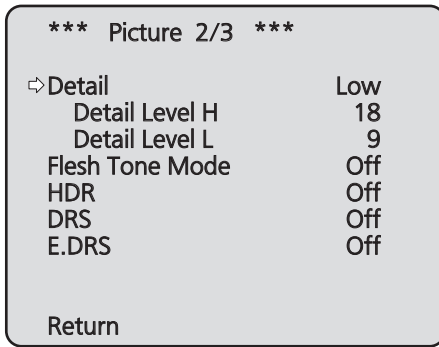 *** Picture 2/3 ***
⇨Detail Low
Detail Level H 18
Detail Level L 9
Flesh Tone Mode Off
HDR Off
DRS Off
E.DRS Off
Return